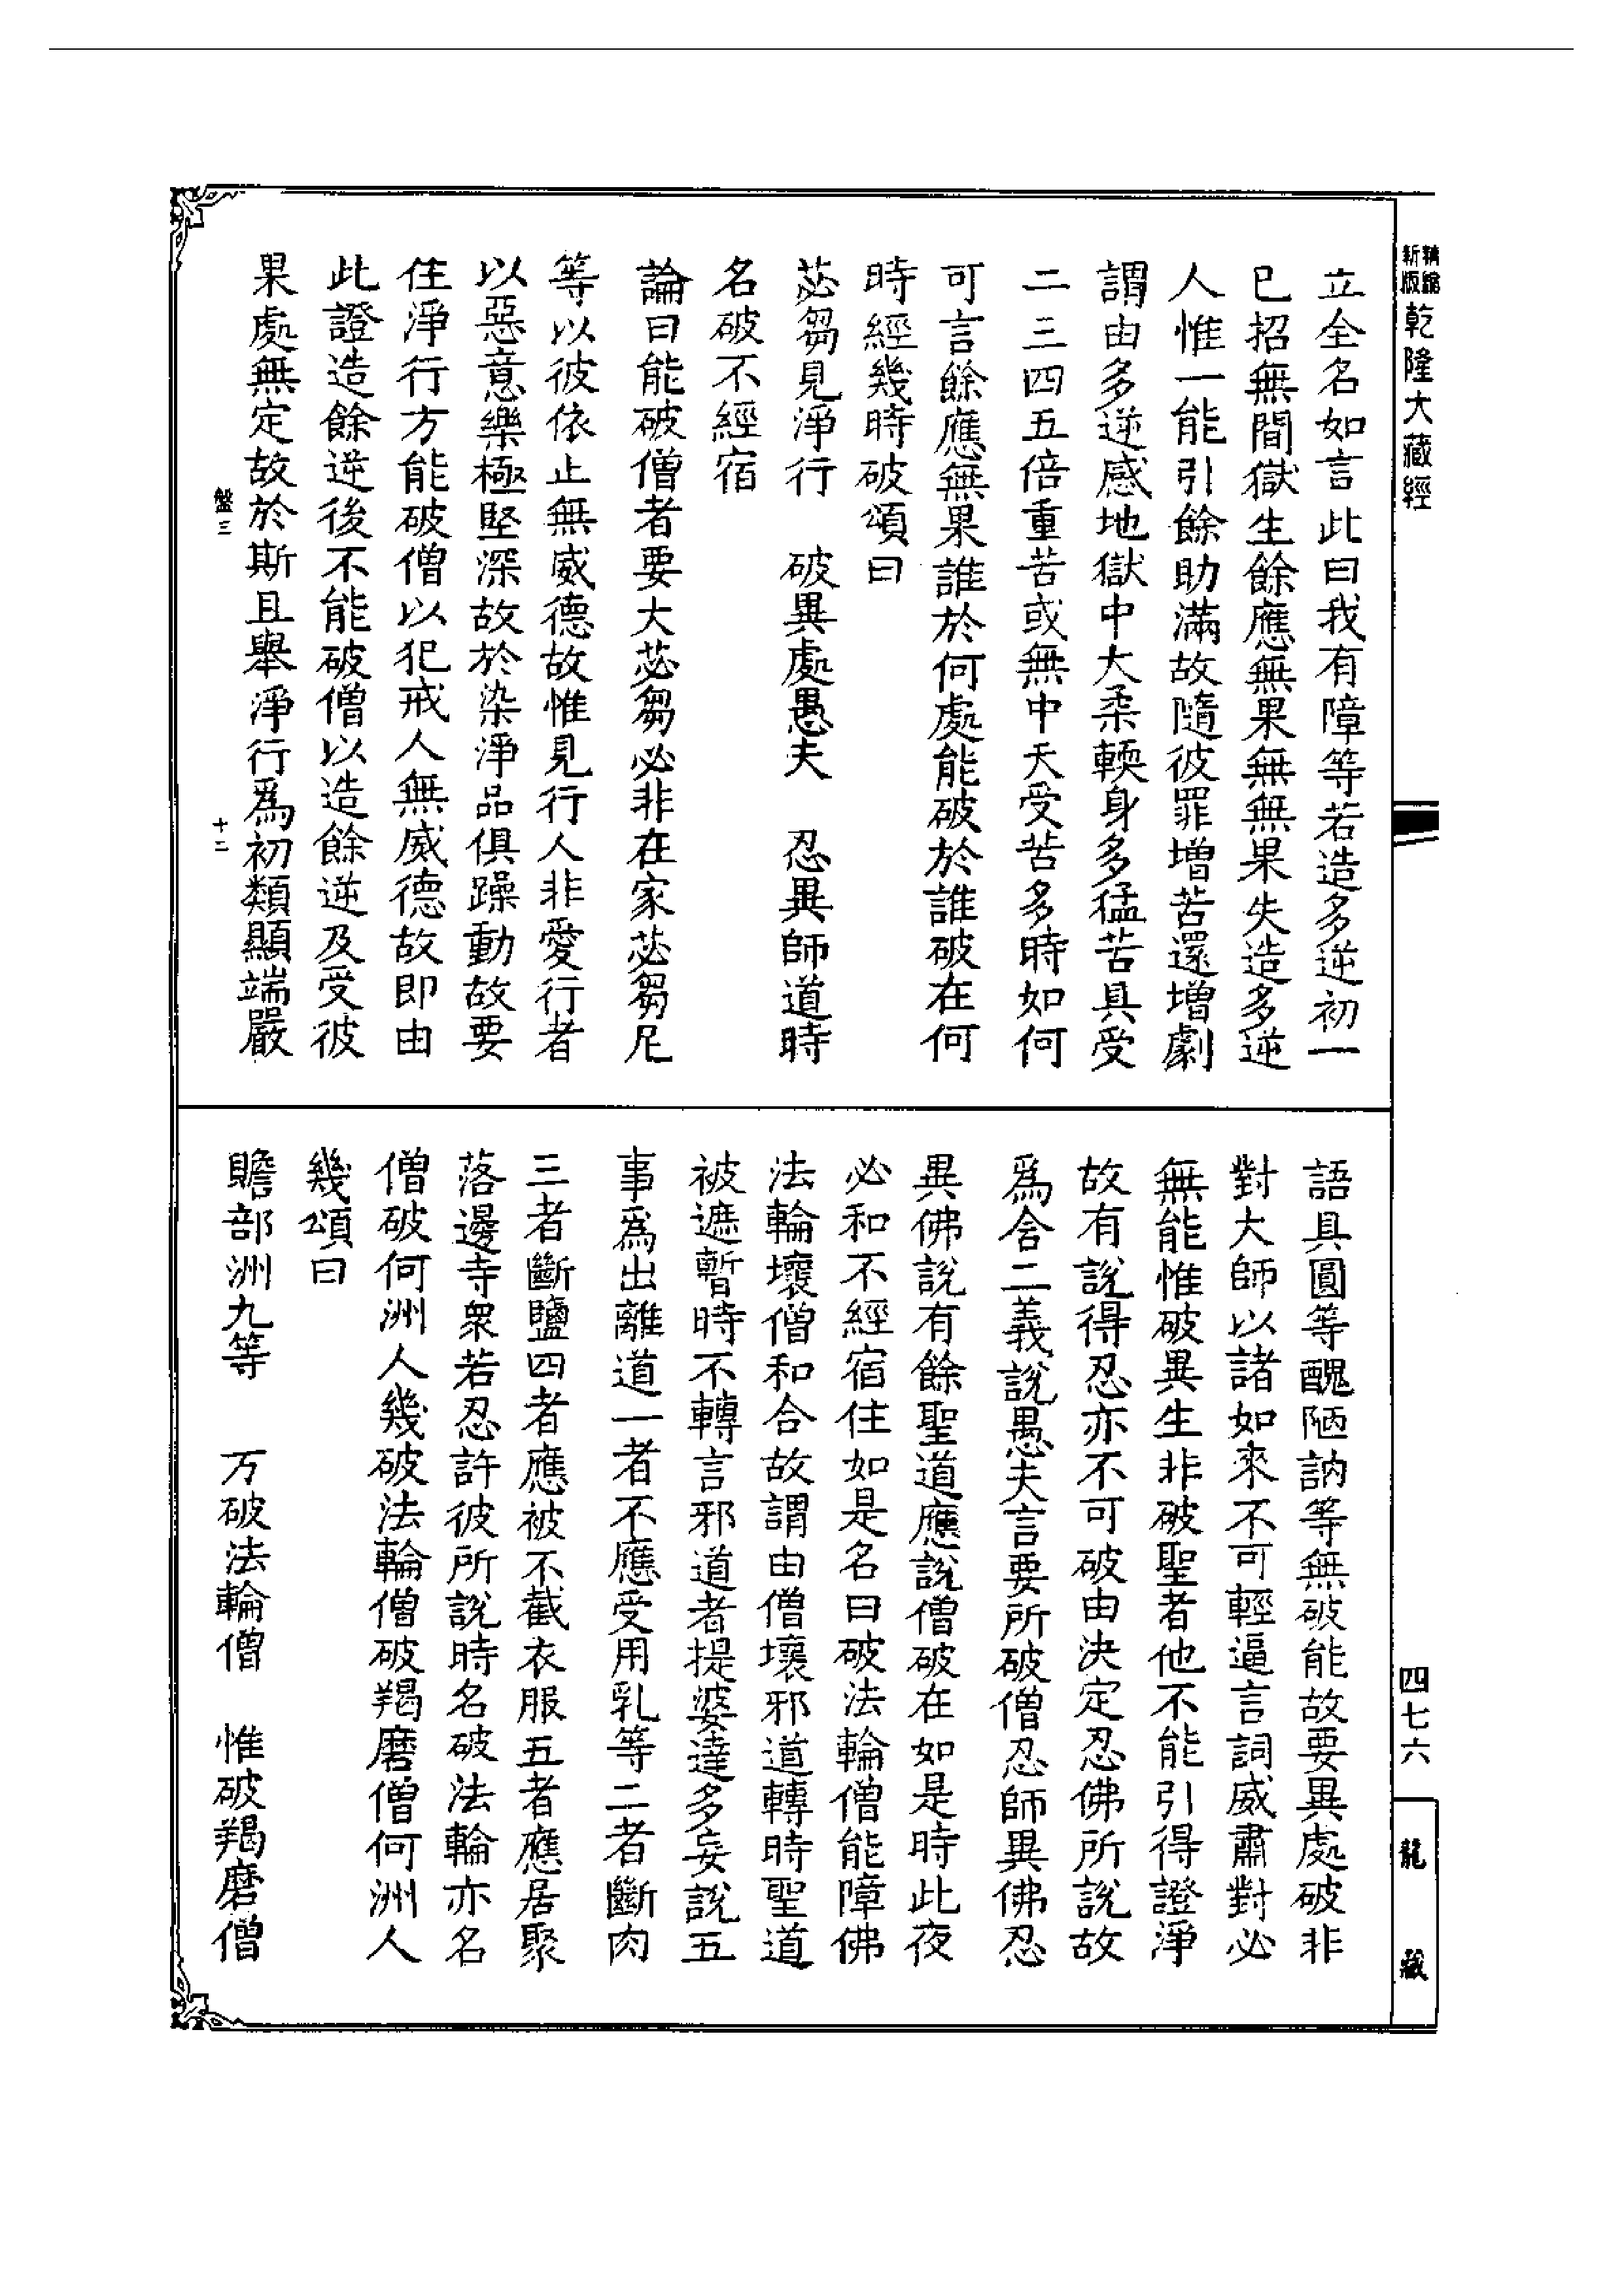 新編
新版
乾隆大藏經
立全名如言此曰我有障等若造多逆初一
已招無間獄生餘應無果無無果失造多逆
人惟一能引餘助滿故隨彼罪增苦還增劇
謂由多逆感地獄中大柔輭身多猛苦具受
二三四五倍重苦或無中夭受苦多時如何
可言餘應無果誰於何處能破於誰破在何
時經幾時破頌曰
苾芻見淨行　破異處愚夫　忍異師道時
名破不經宿
論曰能破僧者要大苾芻必非在家苾芻尼
等以彼依止無威德故惟見行人非愛行者
以惡意樂極堅深故於染淨品俱躁動故要
住淨行方能破僧以犯戒人無威德故即由
此證造餘逆後不能破僧以造餘逆及受彼
果處無定故於斯且舉淨行爲初類顯端嚴
盤三　十二
語具圓等醜陋訥等無破能故要異處破非
對大師以諸如來不可輕逼言詞威肅對必
無能惟破異生非破聖者他不能引得證淨
故有說得忍亦不可破由決定忍佛所說故
爲含二義說愚夫言要所破僧忍師異佛忍
異佛說有餘聖道應說僧破在如是時此夜
必和不經宿住如是名曰破法輪僧能障佛
法輪壞僧和合故謂由僧壞邪道轉時聖道
被遮暫時不轉言邪道者提婆達多妄說五
事爲出離道一者不應受用乳等二者斷肉
三者斷鹽四者應被不截衣服五者應居聚
落邊寺衆若忍許彼所說時名破法輪亦名
僧破何洲人幾破法輪僧破羯磨僧何洲人
幾頌曰
贍部洲九等　方破法輪僧　惟破羯磨僧
四七六
龍藏